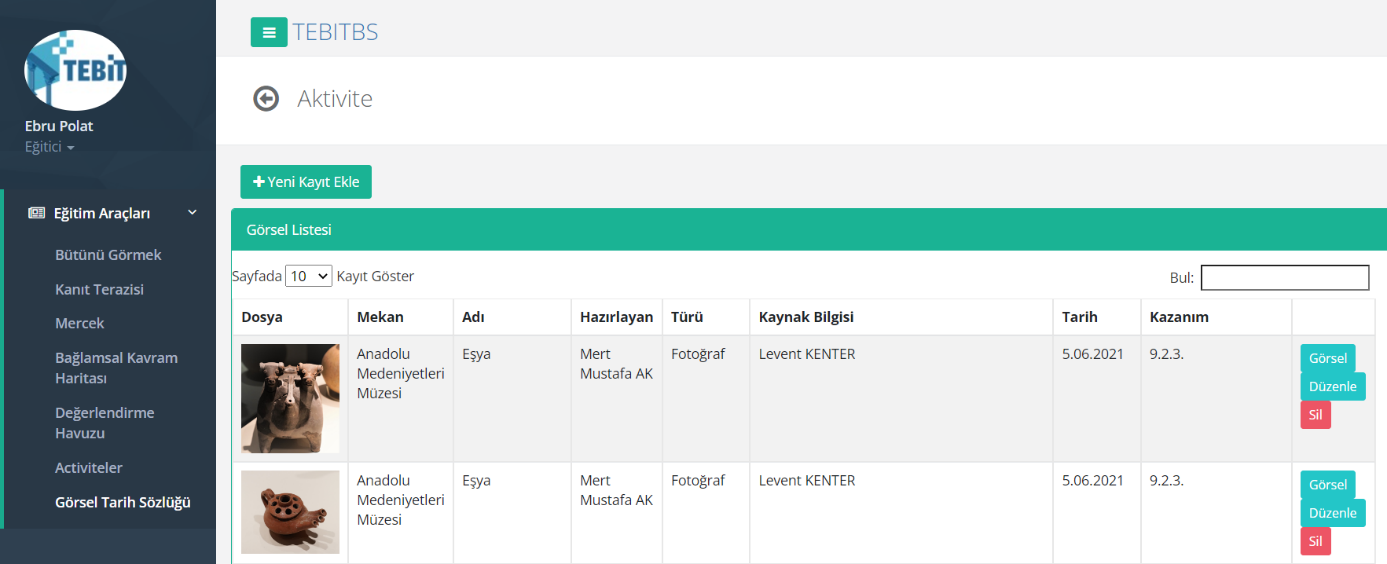 TEBİT
Ebru Polat
Eğitici
Eğitim Araçları
Bütünü Görmek
Kanıt Terazisi
Mercek
Bağlamsal Kavram
Haritası
Değerlendirme
Havuzu
Activiteler
Görsel Tarih Sözlüğü
TEBITBS
Aktivite
+ Yeni Kayıt Ekle
Görsel Listesi
Sayfada 10 Kayıt Göster
Bul:
Dosya Mekan Adı Hazırlayan Türü Kaynak Bilgisi Tarih Kazanım
Anadolu Eşya Mert Fotoğraf Levent KENTER 5.06.2021 9.2.3. Görsel
Medeniyetleri Mustafa AK
Müzesi
Düzenle
Sil
Anadolu Eşya Mert Fotoğraf Levent KENTER 5.06.2021 9.2.3. Görsel
Medeniyetleri Mustafa AK
Müzesi
Düzenle
Sil